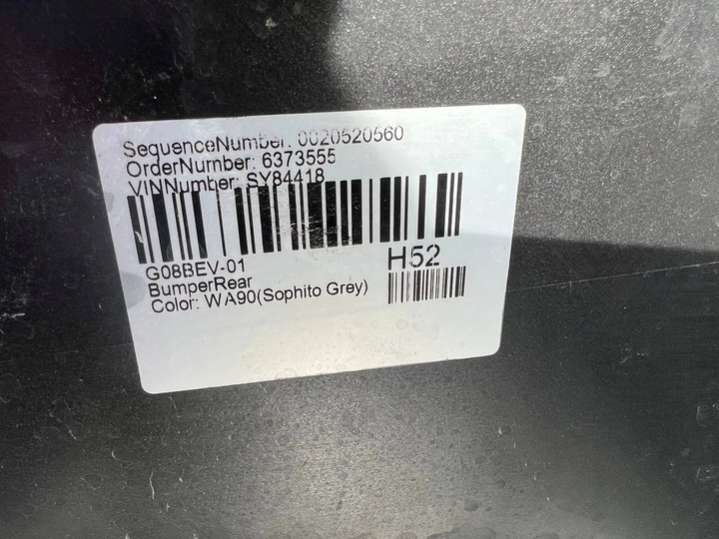 SequenceNumber: 0020520560
OrderNumber: 6373555
VINNumber: SY84418
G08BEV-01
H52
BumperRear
Color: WA90(Sophito Grey)